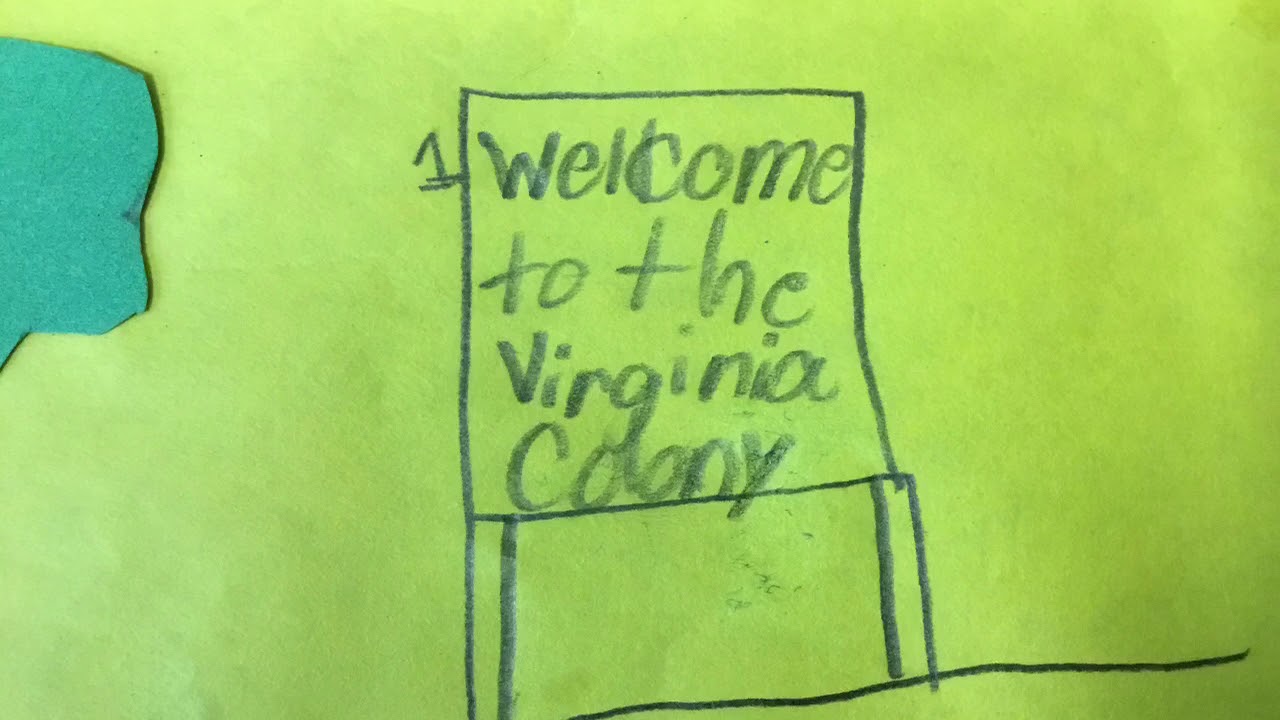 1 Welcome
to the
Virginia
Colony